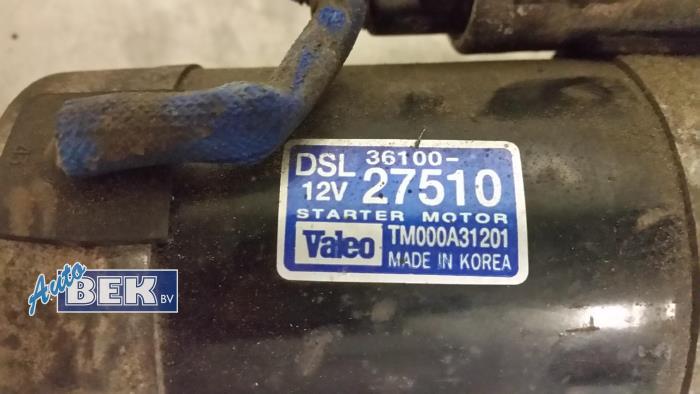 DSL 36100-
12V 27510
STARTER MOTOR
Valeo TM000A31201
MADE IN KOREA
Auto
BEK BV